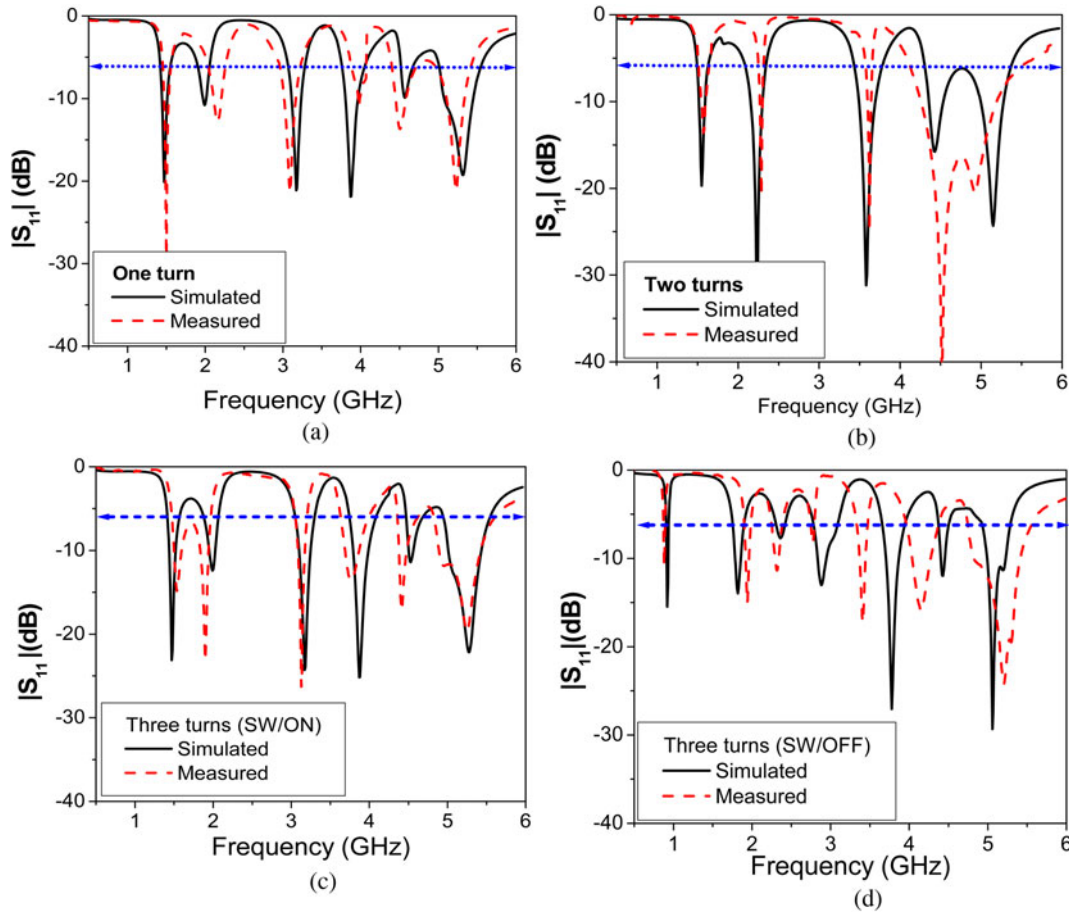 0
-10
-20
-30
-40
|S₁₁| (dB)
One turn
Simulated
Measured
1 2 3 4 5 6
Frequency (GHz)
(a)
0
-10
-20
-30
-40
|S₁₁| (dB)
Two turns
Simulated
Measured
1 2 3 4 5 6
Frequency (GHz)
(b)
0
-10
-20
-30
-40
|S₁₁|(dB)
Three turns (SW/ON)
Simulated
Measured
1 2 3 4 5 6
Frequency (GHz)
(c)
0
-10
-20
-30
-40
|S₁₁|(dB)
Three turns (SW/OFF)
Simulated
Measured
1 2 3 4 5 6
Frequency (GHz)
(d)